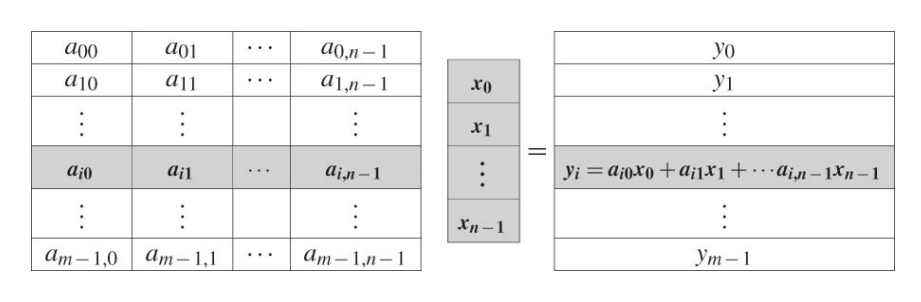 a00 a01 ⋯ a0,n−1 y0
a10 a11 ⋯ a1,n−1 x0 y1
⋮ ⋮ ⋮ x1 ⋮
ai0 ai1 ⋯ ai,n−1 ⋮ = yi = ai0x0 + ai1x1 + ⋯ai,n−1xn−1
⋮ ⋮ ⋮ xn−1 ⋮
am−1,0 am−1,1 ⋯ am−1,n−1 ym−1